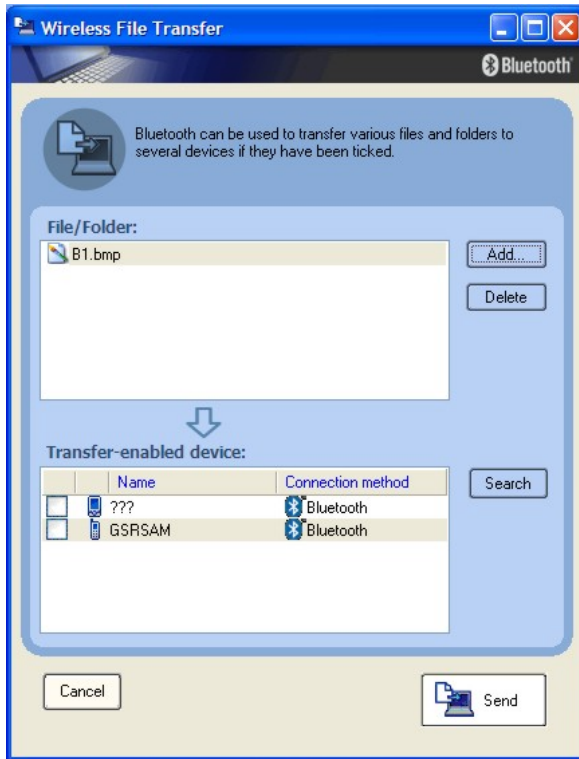 Wireless File Transfer
Bluetooth
Bluetooth can be used to transfer various files and folders to
several devices if they have been ticked.
File/Folder:
B1.bmp
Add...
Delete
Transfer-enabled device:
Name Connection method
Search
??? Bluetooth
GSRSAM Bluetooth
Cancel
Send